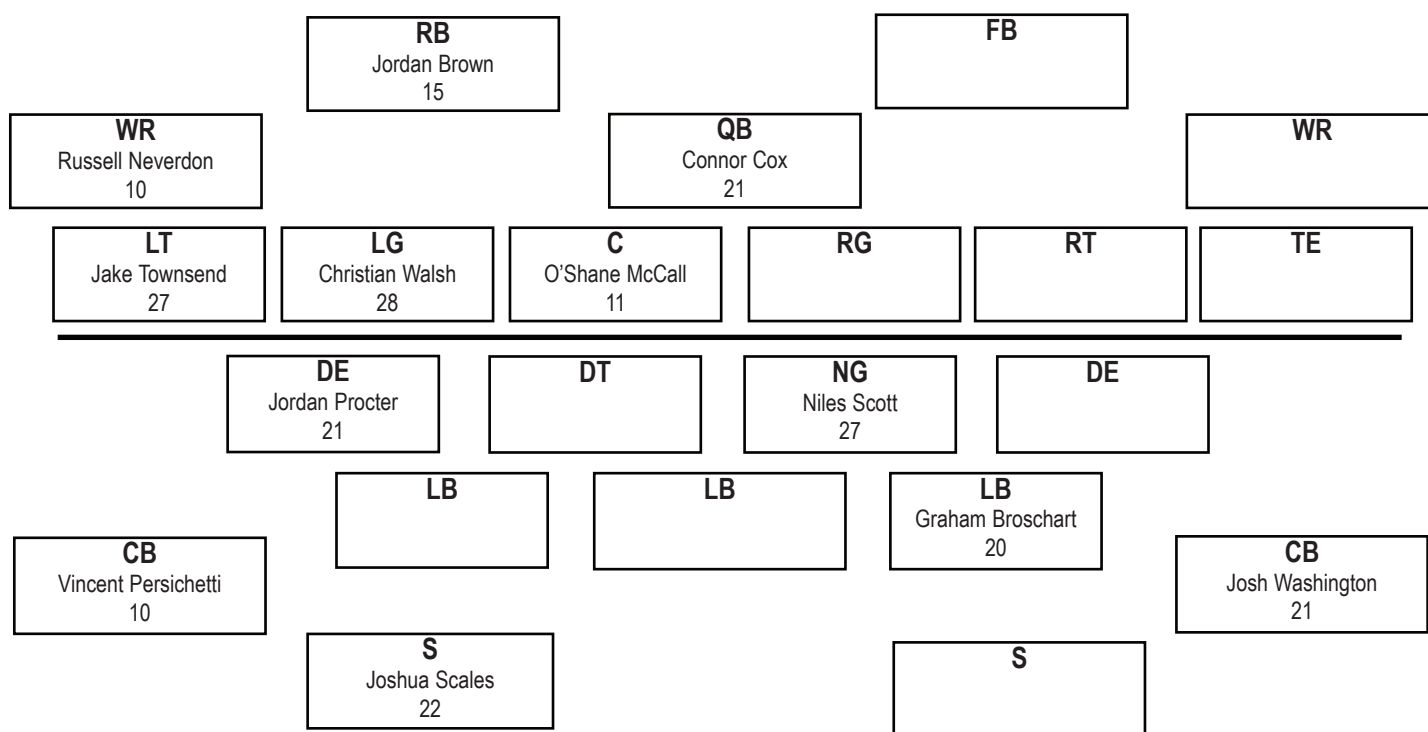 RB
Jordan Brown
15
FB
WR
Russell Neverdon
10
QB
Connor Cox
21
WR
LT
Jake Townsend
27
LG
Christian Walsh
28
C
O'Shane McCall
11
RG
RT
TE
DE
Jordan Procter
21
DT
NG
Niles Scott
27
DE
LB
LB
LB
Graham Broschart
20
CB
Vincent Persichetti
10
CB
Josh Washington
21
S
Joshua Scales
22
S